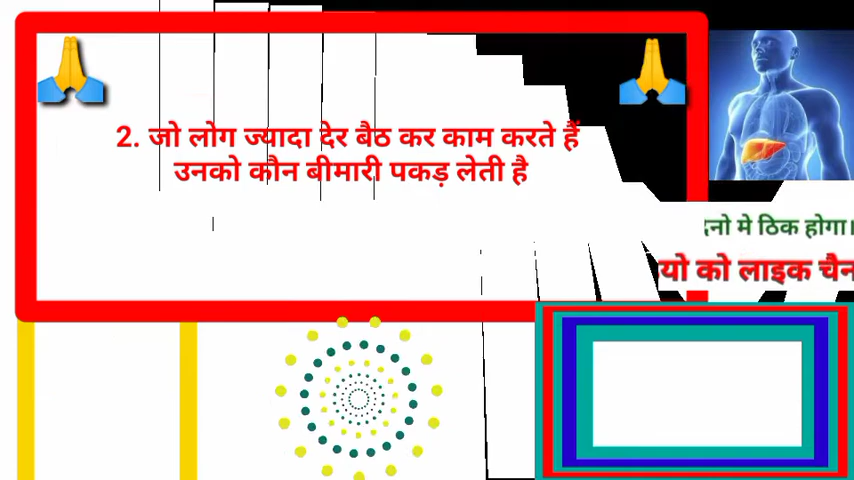 2. जो लोग ज्यादा देर बैठ कर काम करते हैं
उनको कौन बीमारी पकड़ लेती है
मे ठिक होगा।
को लाइक